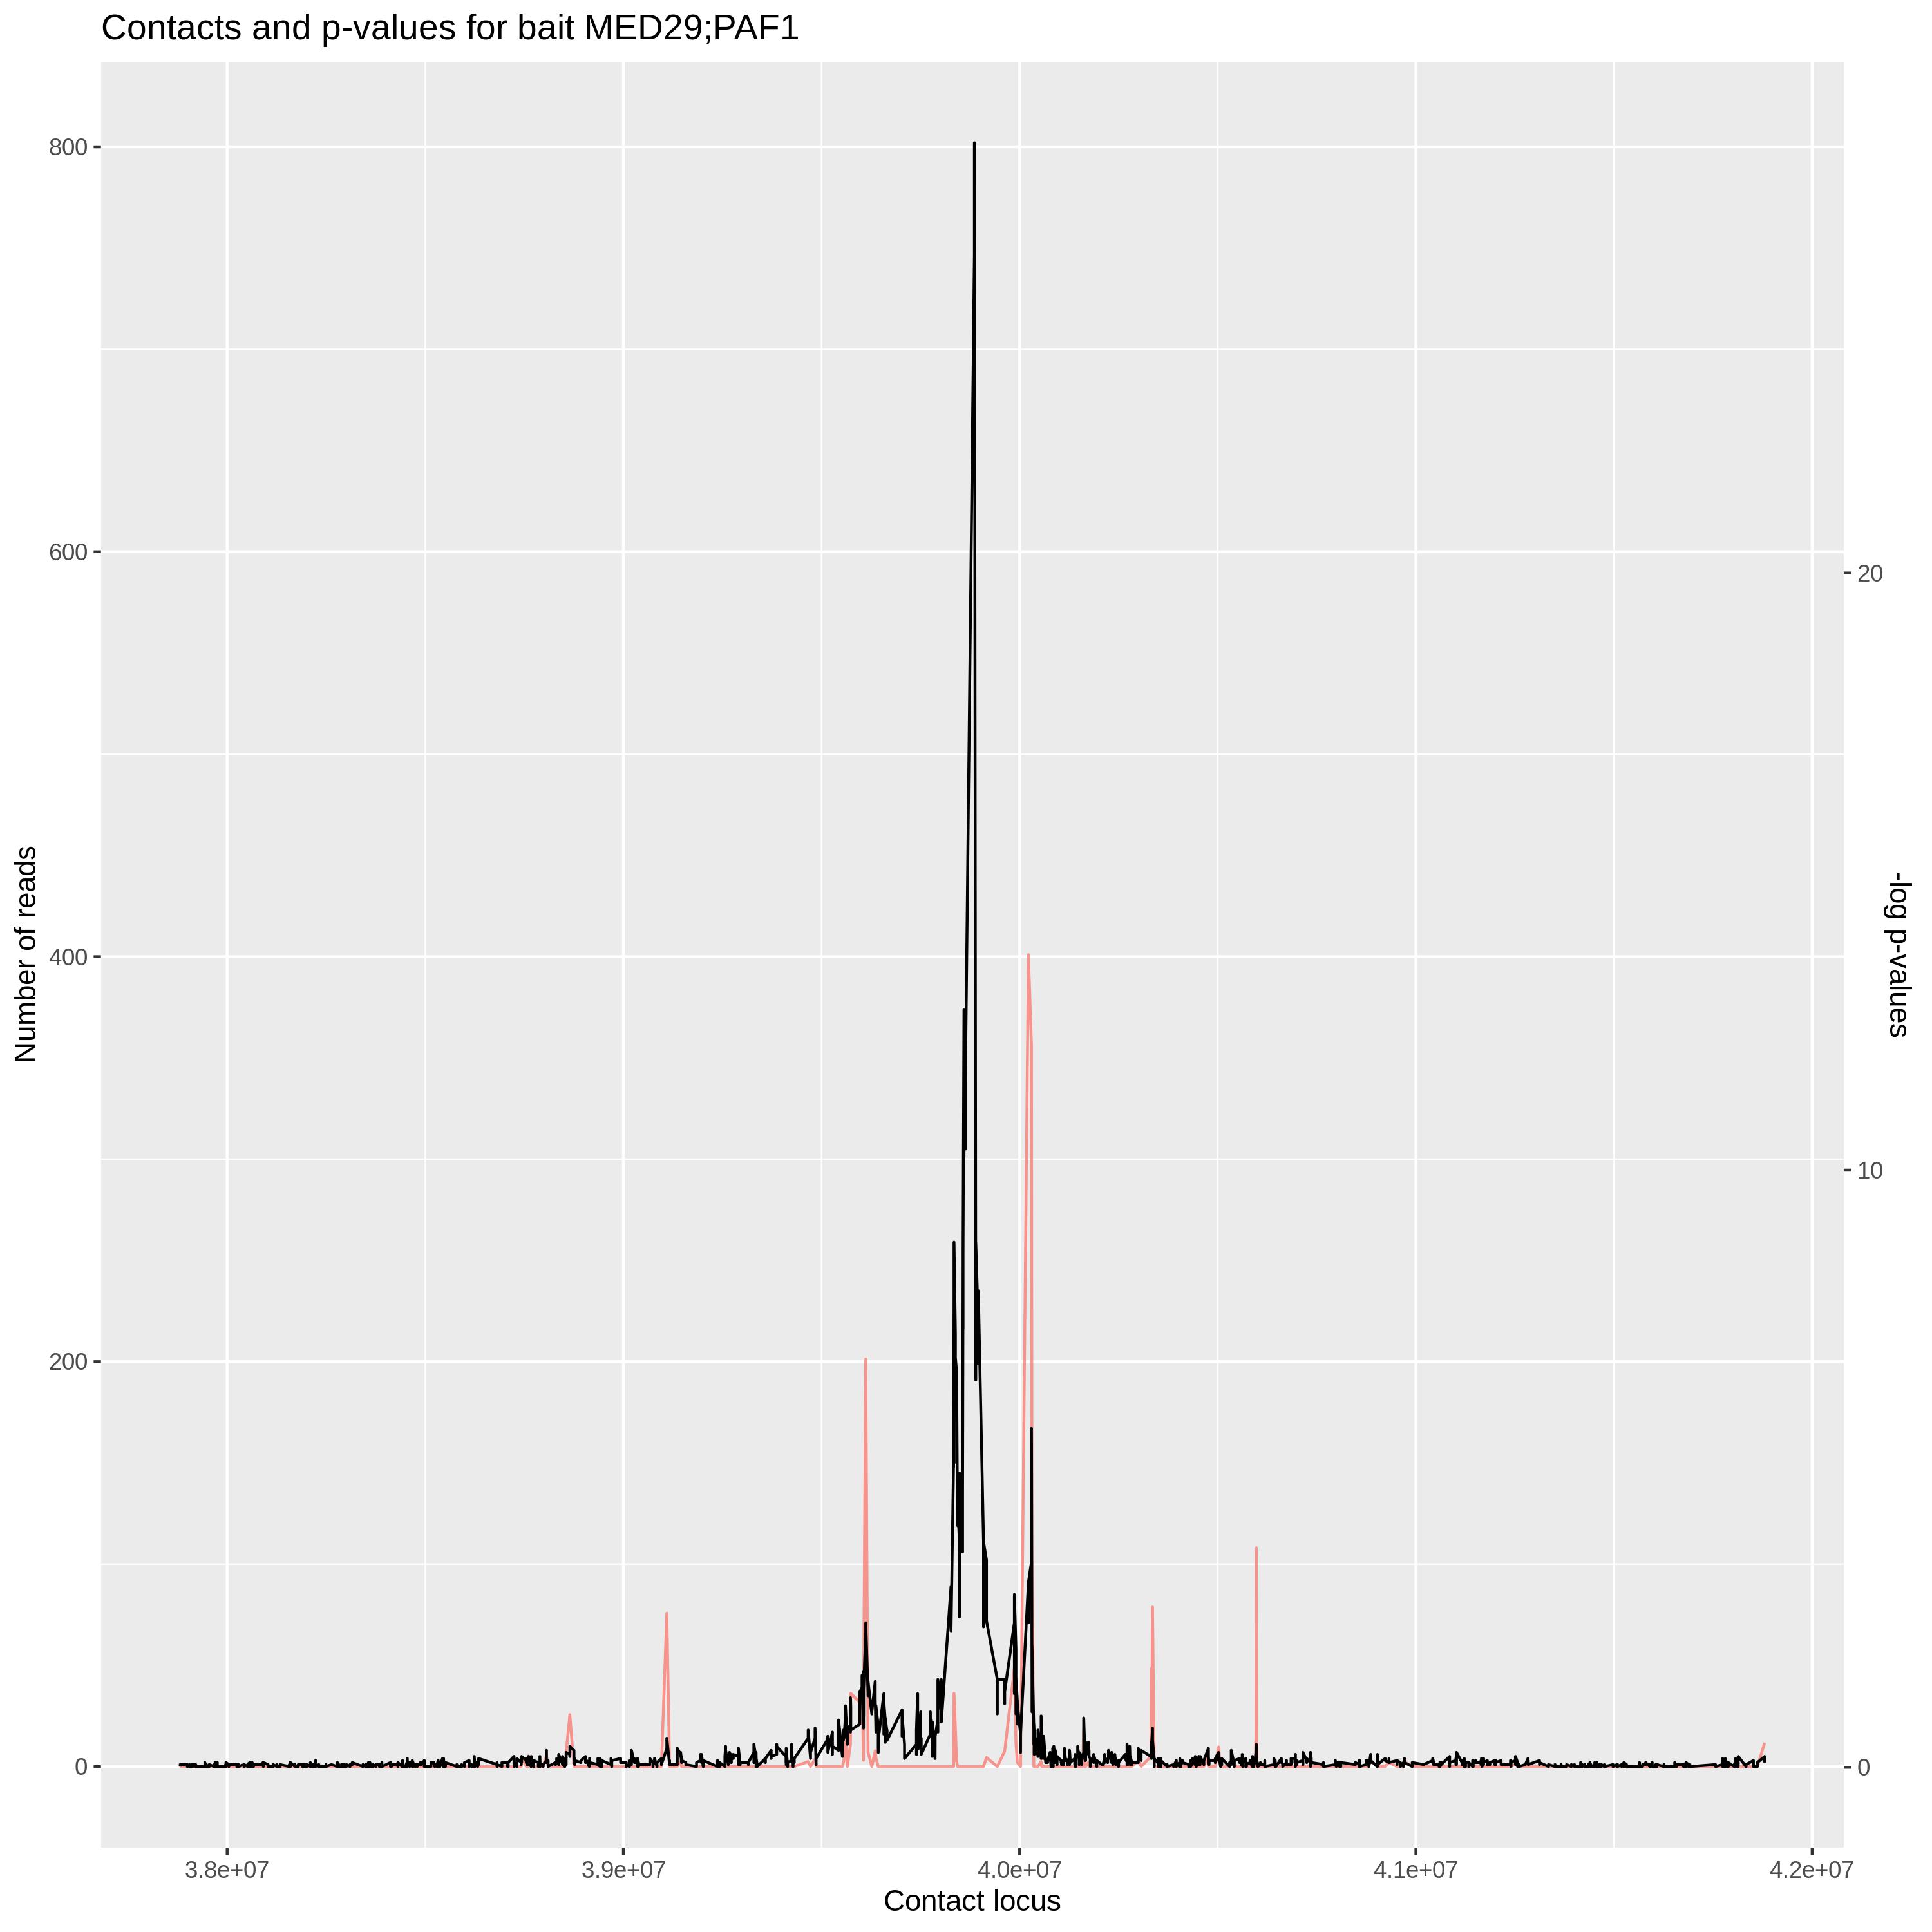 Contacts and p-values for bait MED29;PAF1
800
600
400
200
0
Number of reads
20
10
0
-log p-values
3.8e+07
3.9e+07
4.0e+07
4.1e+07
4.2e+07
Contact locus